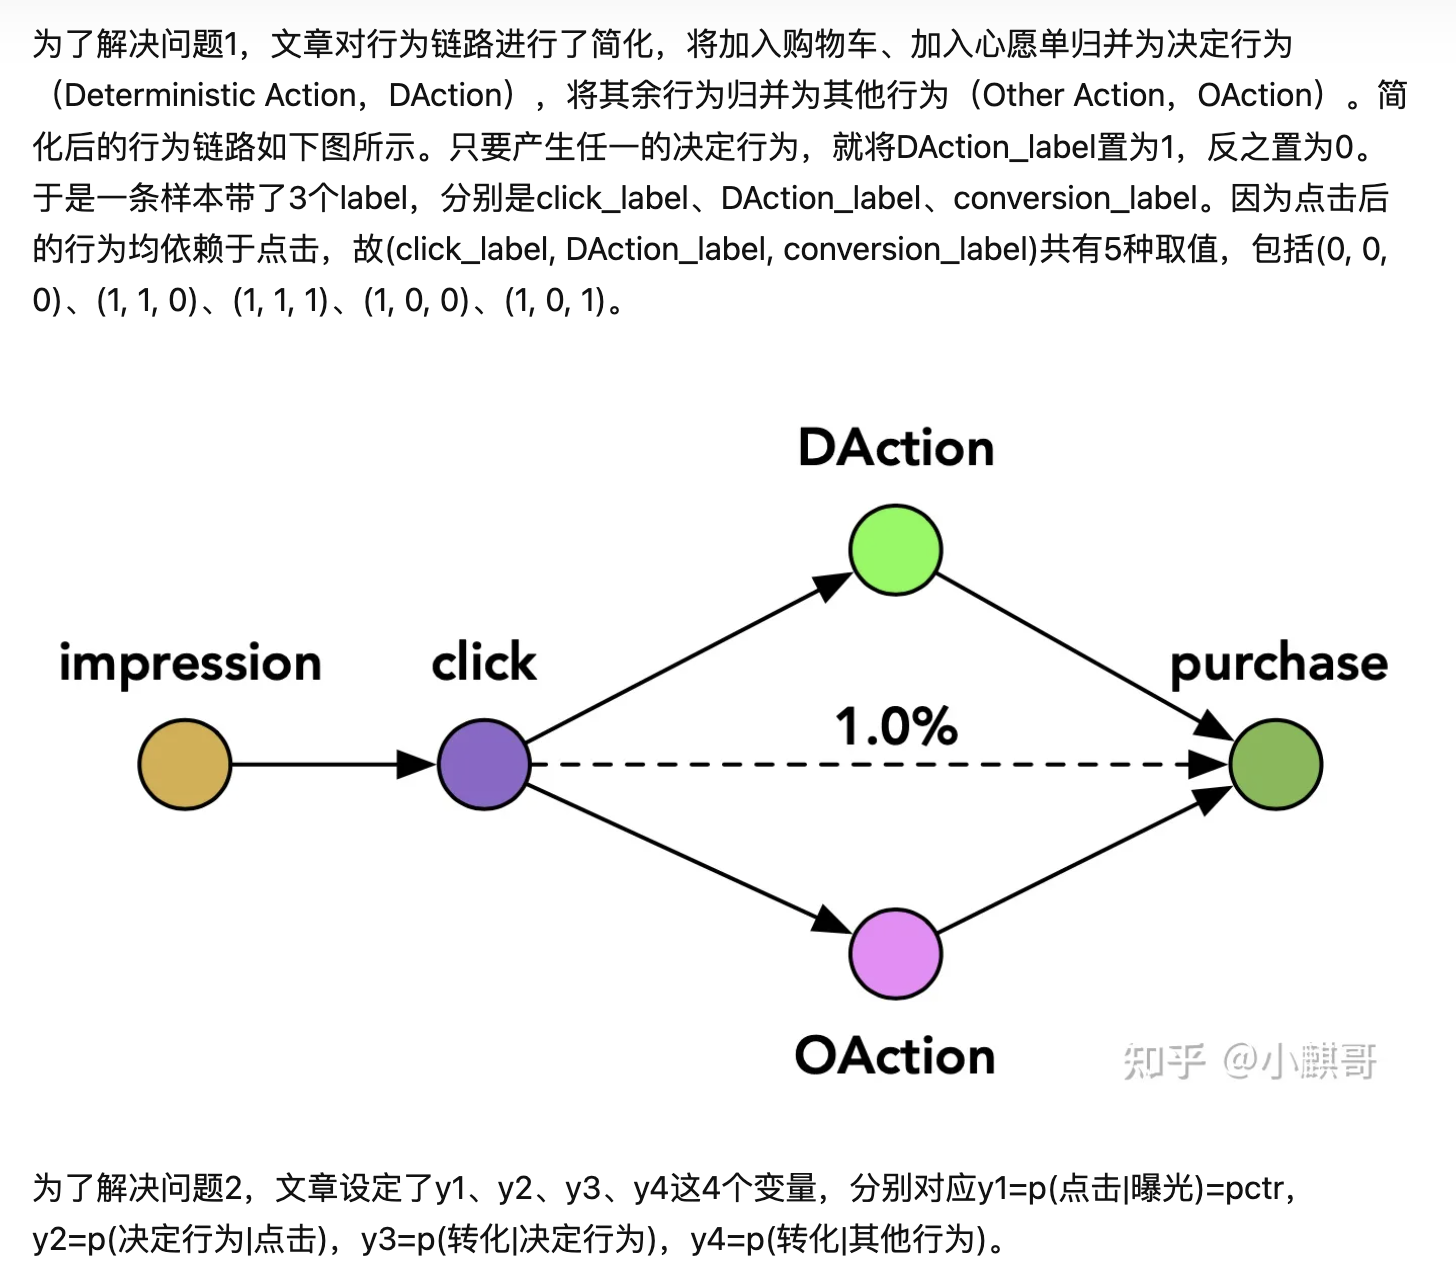 为了解决问题1，文章对行为链路进行了简化，将加入购物车、加入心愿单归并为决定行为
（Deterministic Action，DAction），将其余行为归并为其他行为（Other Action，OAction）。简
化后的行为链路如下图所示。只要产生任一的决定行为，就将DAction_label置为1，反之置为0。
于是一条样本带了3个label，分别是click_label、DAction_label、conversion_label。因为点击后
的行为均依赖于点击，故(click_label, DAction_label, conversion_label)共有5种取值，包括(0, 0,
0)、(1, 1, 0)、(1, 1, 1)、(1, 0, 0)、(1, 0, 1)。
DAction
impression
click
purchase
1.0%
OAction
知乎 @小麒哥
为了解决问题2，文章设定了y1、y2、y3、y4这4个变量，分别对应y1=p(点击|曝光)=pctr，
y2=p(决定行为|点击)，y3=p(转化|决定行为)，y4=p(转化|其他行为)。